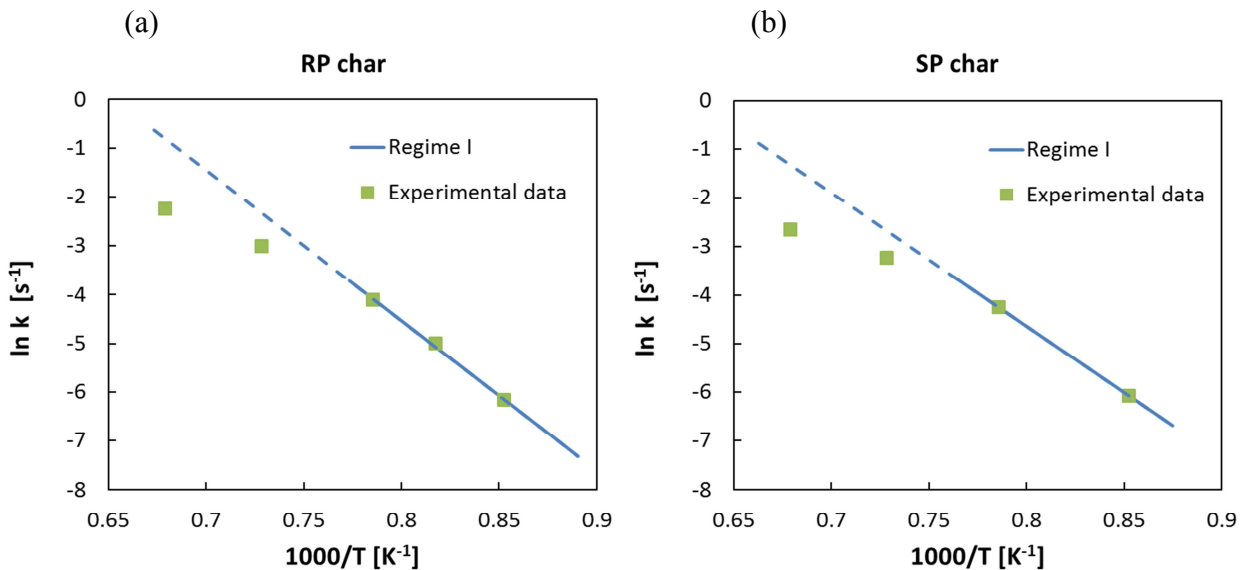 (a)
RP char
0
-1
-2
-3
-4
-5
-6
-7
-8
ln k [s-1]
Regime I
Experimental data
0.65 0.7 0.75 0.8 0.85 0.9
1000/T [K-1]
(b)
SP char
0
-1
-2
-3
-4
-5
-6
-7
-8
ln k [s-1]
Regime I
Experimental data
0.65 0.7 0.75 0.8 0.85 0.9
1000/T [K-1]